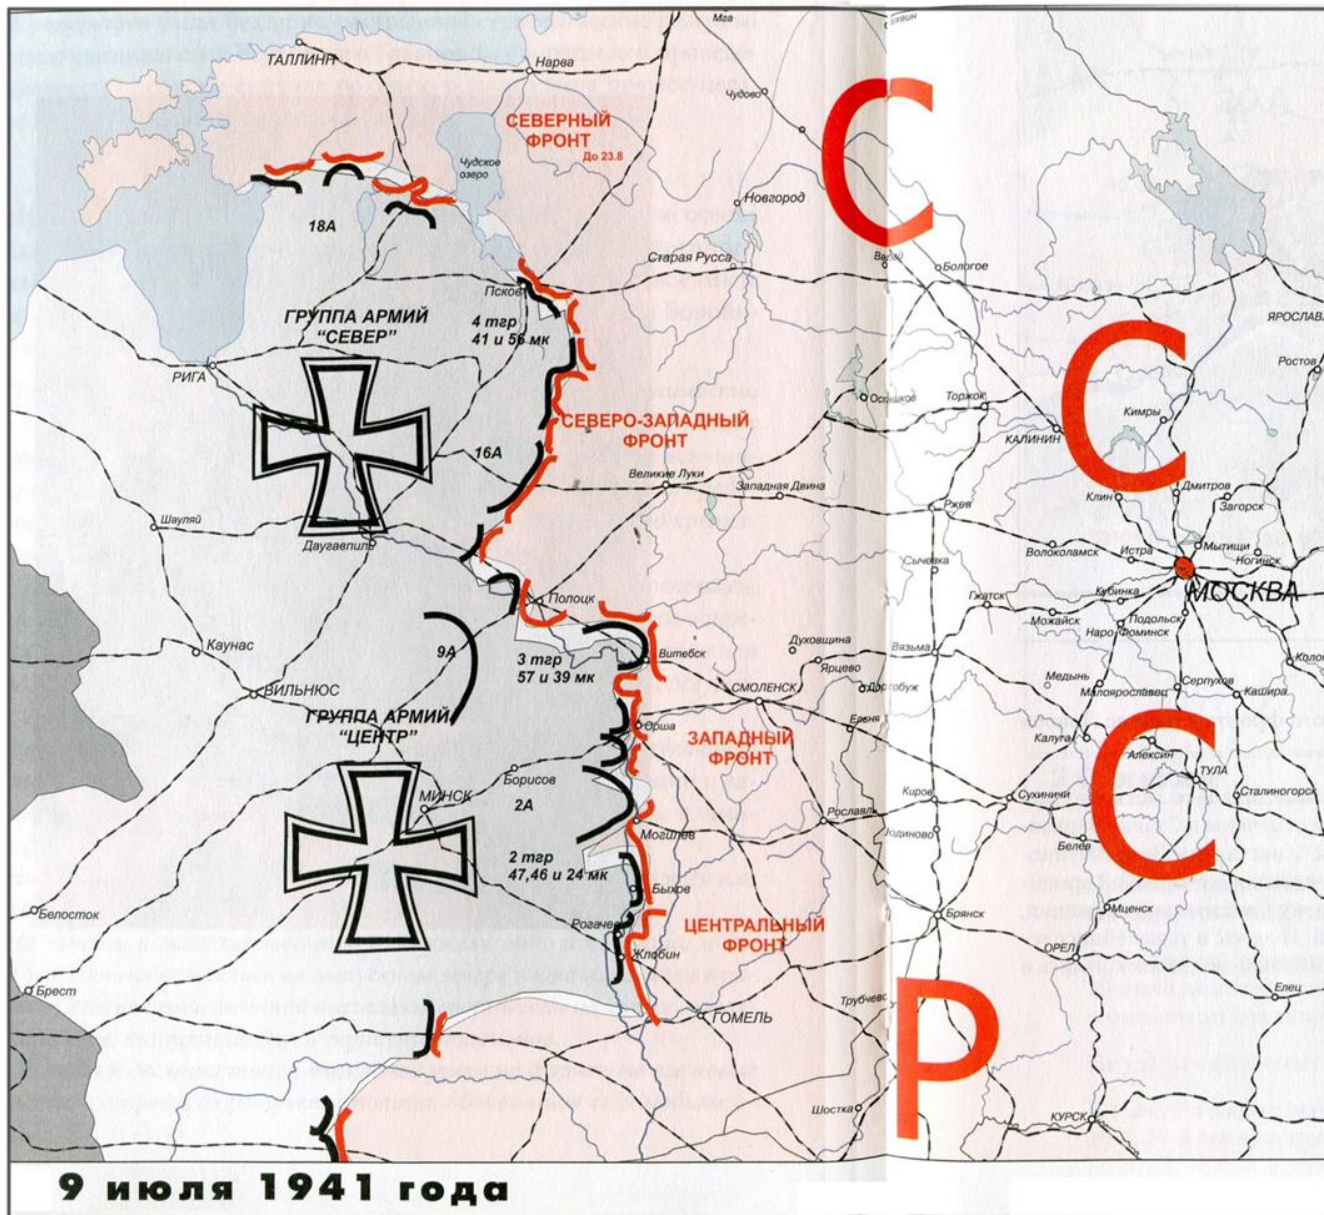 Мга
ТАЛЛИНН
Нарва
Чудово
СЕВЕРНЫЙ
ФРОНТ
До 23.8
Чудское
озеро
Новгород
18А
Старая Русса
Бологое
Псков
ГРУППА АРМИЙ
“СЕВЕР”
4 тгр
41 и 56 мк
ЯРОСЛАВ
Ростов
РИГА
Осташков
Торжок
Кимры
СЕВЕРО-ЗАПАДНЫЙ
ФРОНТ
КАЛИНИН
16А
Великие Луки
Западная Двина
Клин
Дмитров
Загорск
Ржев
Шауляй
Даугавпиль
Волоколамск
Истра
Мытищи
Ногинск
Сычевка
МОСКВА
Полоцк
Гжатск
Кубинка
Можайск
Подольск
Наро Фоминск
Каунас
9А
3 тгр
57 и 39 мк
Витебск
Духовщина
Ярцево
Вязьма
Коло
ВИЛЬНЮС
СМОЛЕНСК
Доргобуж
Медынь
Малоярославец
Серпухов
Кашира
ГРУППА АРМИЙ
“ЦЕНТР”
Орша
Ельня
ЗАПАДНЫЙ
ФРОНТ
Калуга
Алексин
Борисов
ТУЛА
МИНСК
2А
Киров
Сухиничи
Сталиногорск
Могилев
Рославль
Людиново
Белев
2 тгр
47,46 и 24 мк
Быхов
Белосток
Рогачев
ЦЕНТРАЛЬНЫЙ
ФРОНТ
Брянск
Мценск
Жлобин
ОРЕЛ
Брест
Трубчевс
Елец
ГОМЕЛЬ
Шостка
КУРСК
С
С
С
Р
9 июля 1941 года